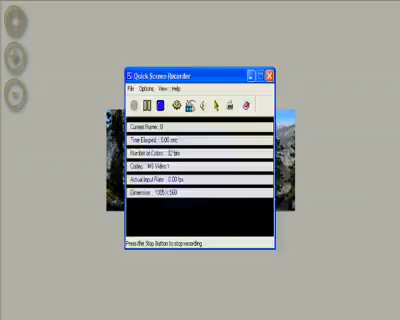 Quick Screen Recorder
File Options View Help
Current Frame : 0
Time Elapsed : 0.00 sec
Number of Colors : 32 bits
Codec : MS Video 1
Actual Input Rate : 0.00 fps
Dimension : 1005 X 560
Press the Stop Button to stop recording